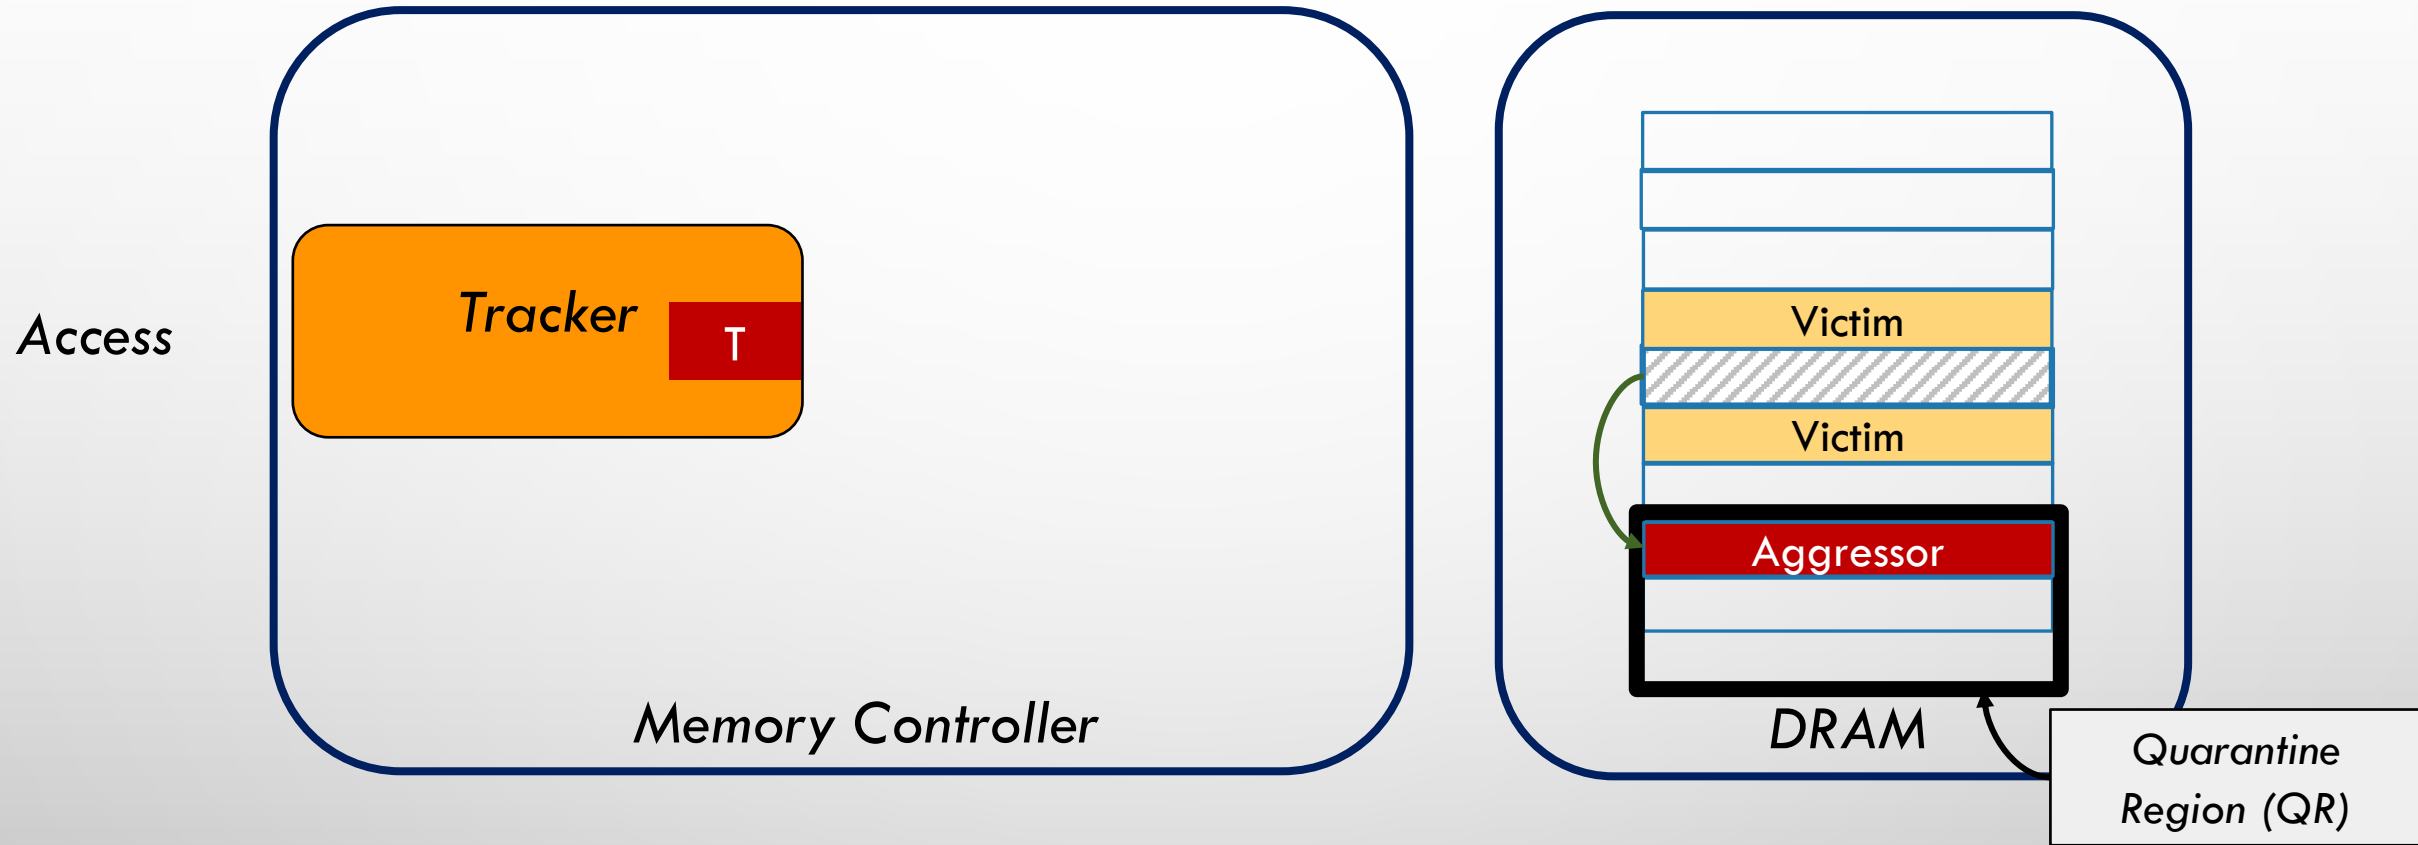 Access
Tracker
T
Memory Controller
Victim
Victim
Aggressor
DRAM
Quarantine
Region (QR)